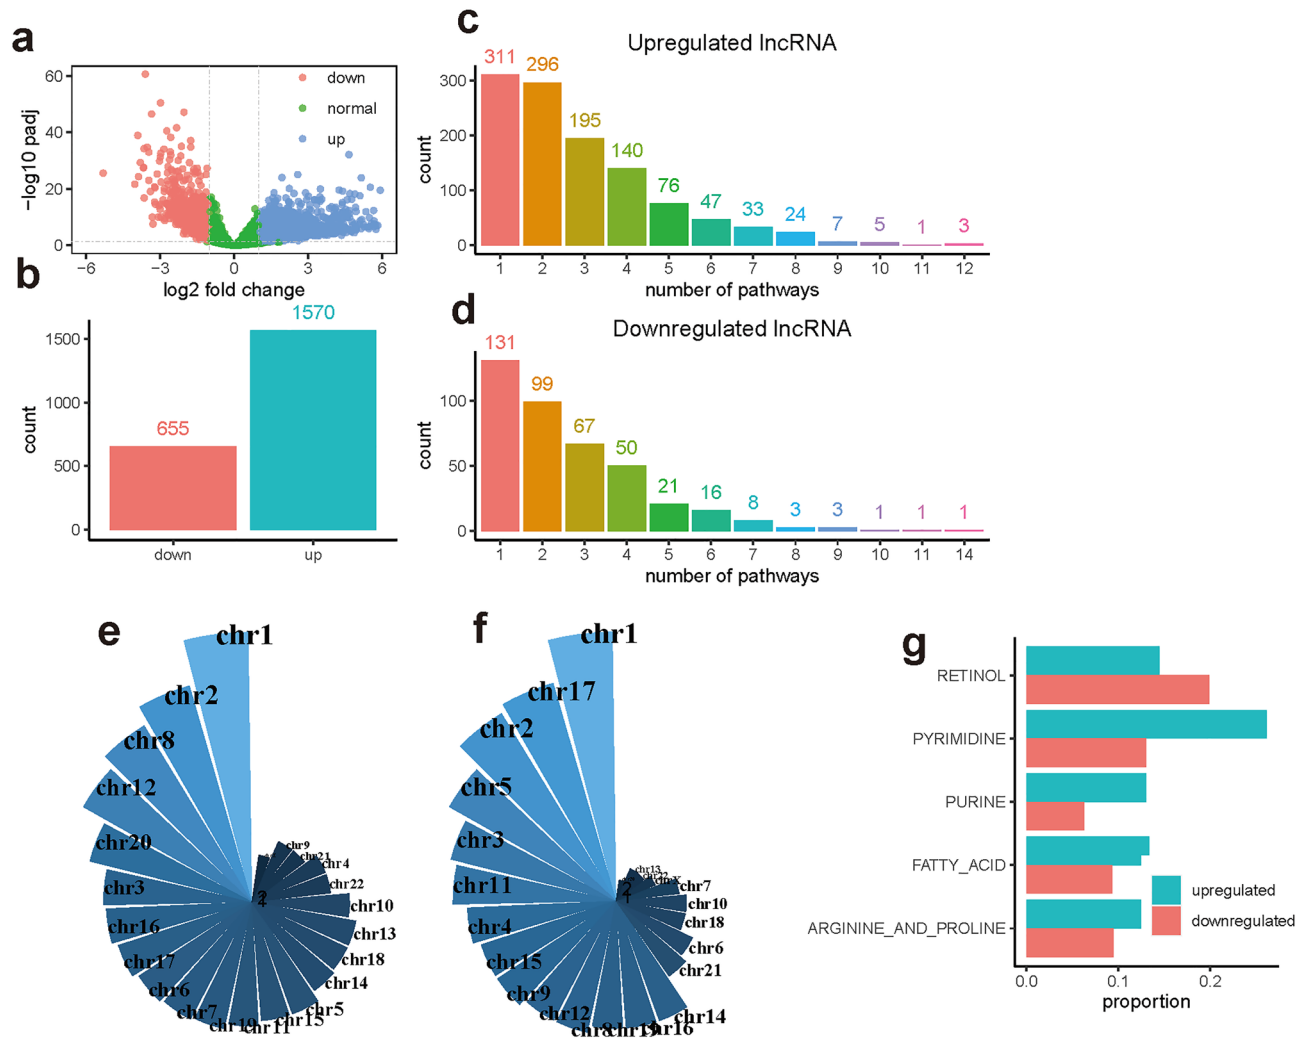 a
−log10 padj
60
40
20
0
down
normal
up
−6
−3
0
3
6
log2 fold change
b
count
1500
1000
500
0
655
1570
down
up
c
Upregulated lncRNA
count
300
200
100
0
311
296
195
140
76
47
33
24
7
5
1
3
1 2 3 4 5 6 7 8 9 10 11 12
number of pathways
d
Downregulated lncRNA
count
100
50
0
131
99
67
50
21
16
8
3
3
1
1
1
1 2 3 4 5 6 7 8 9 10 11 14
number of pathways
e
chr1
chr2
chr8
chr12
chr20
chr3
chr16
chr17
chr6
chr7
chr19
chr11
chr15
chr5
chr14
chr18
chr13
chr10
chr22
chr4
chr21
chr9
f
chr1
chr17
chr2
chr5
chr3
chr11
chr4
chr15
chr9
chr12
chr8
chr19
chr16
chr14
chr21
chr6
chr18
chr10
chr7
chrX
chr22
chr13
g
RETINOL
PYRIMIDINE
PURINE
FATTY_ACID
ARGININE_AND_PROLINE
upregulated
downregulated
0.0
0.1
0.2
proportion